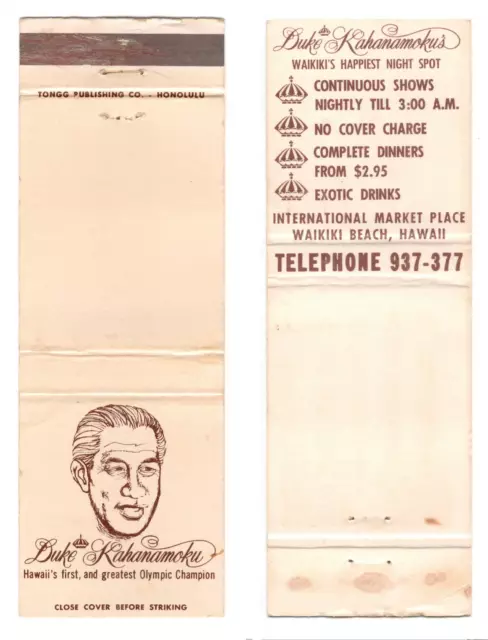 TONGG PUBLISHING CO. - HONOLULU
Duke Kahanamoku
Hawaii's first, and greatest Olympic Champion
CLOSE COVER BEFORE STRIKING
Duke Kahanamoku's
WAIKIKI'S HAPPIEST NIGHT SPOT
CONTINUOUS SHOWS
NIGHTLY TILL 3:00 A.M.
NO COVER CHARGE
COMPLETE DINNERS
FROM $2.95
EXOTIC DRINKS
INTERNATIONAL MARKET PLACE
WAIKIKI BEACH, HAWAII
TELEPHONE 937-377